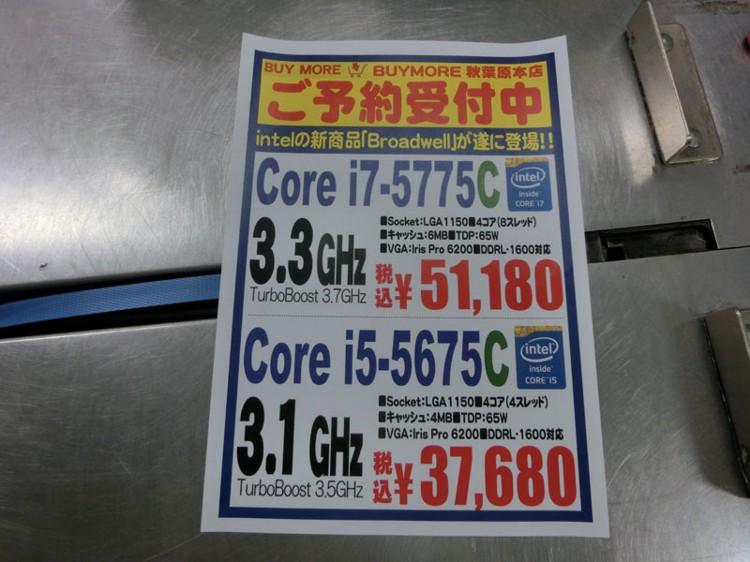 BUY MORE BUYMORE 秋葉原本店
ご予約受付中
intelの新商品「Broadwell」が遂に登場!!
Core i7-5775C
intel inside™ CORE™ i7
3.3GHz
TurboBoost 3.7GHz
■Socket:LGA1150■4コア(8スレッド)
■キャッシュ:6MB■TDP:65W
■VGA:Iris Pro 6200■DDRL-1600対応
税込¥51,180
Core i5-5675C
intel inside™ CORE™ i5
3.1GHz
TurboBoost 3.5GHz
■Socket:LGA1150■4コア(4スレッド)
■キャッシュ:4MB■TDP:65W
■VGA:Iris Pro 6200■DDRL-1600対応
税込¥37,680